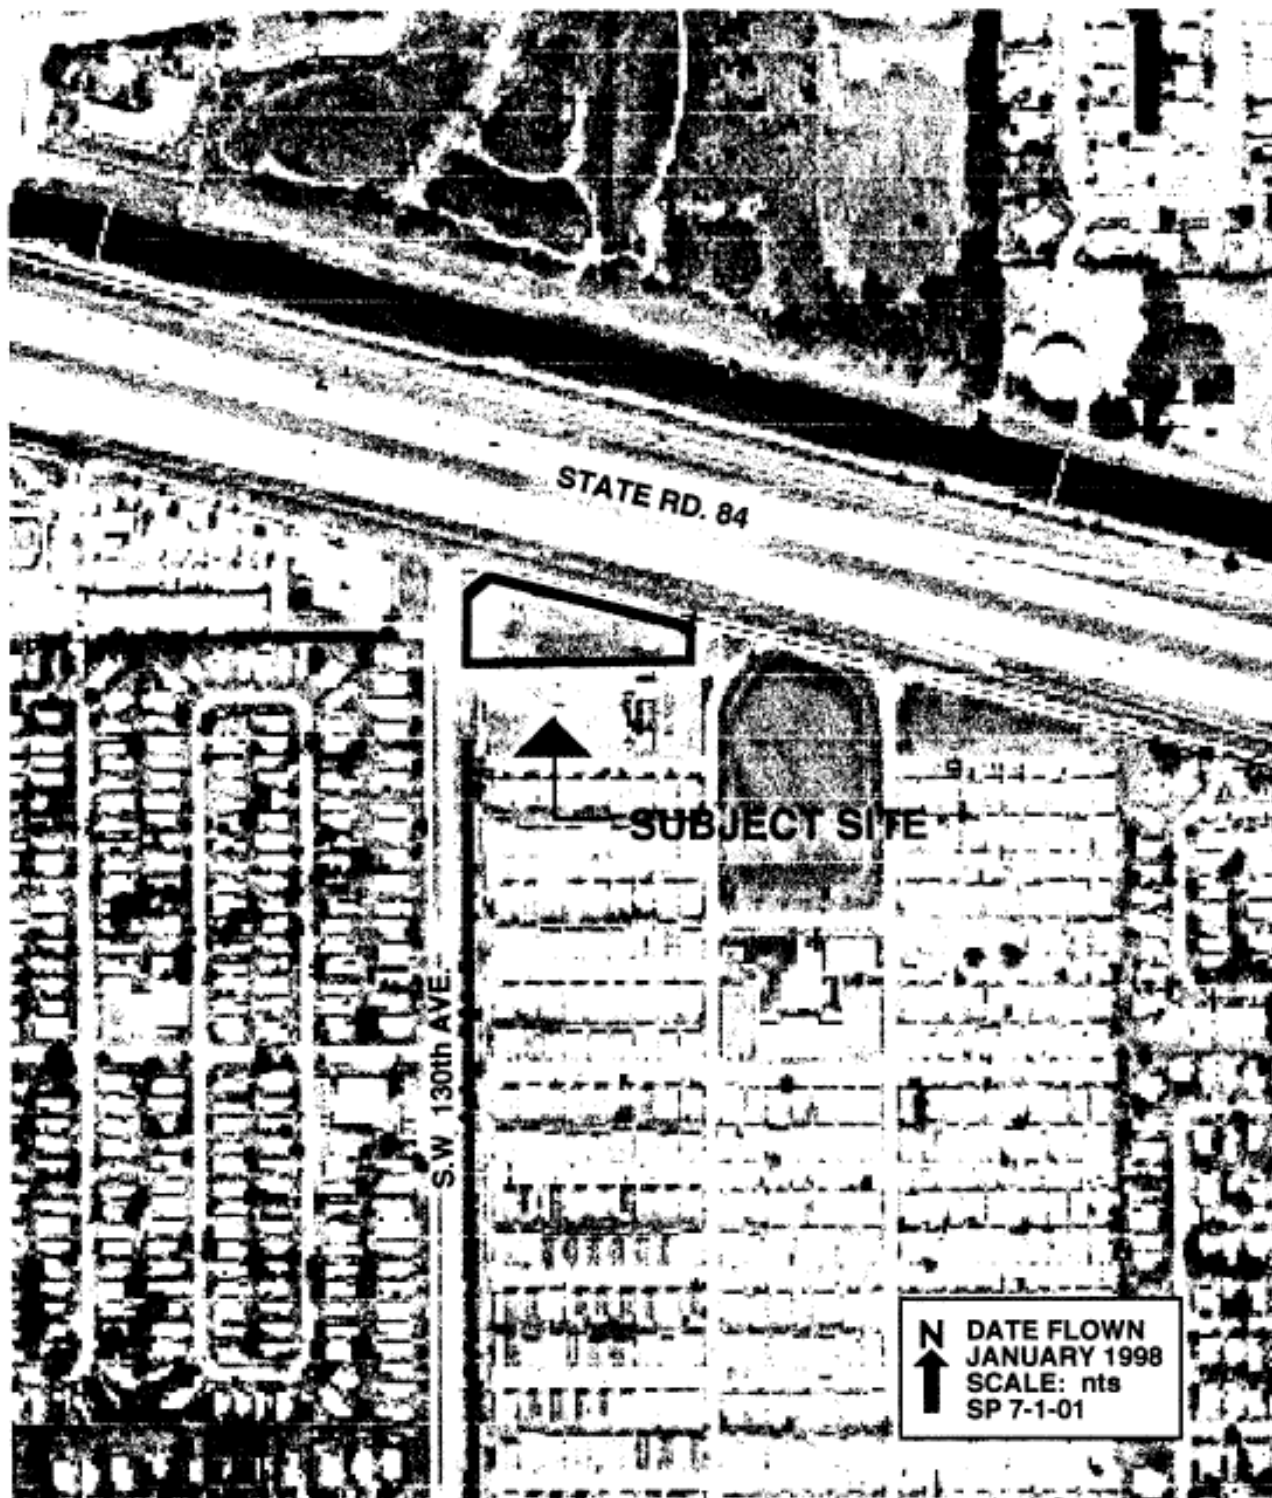 STATE RD. 84
SUBJECT SITE
S.W 130th AVE.
N
DATE FLOWN
JANUARY 1998
SCALE: nts
SP 7-1-01